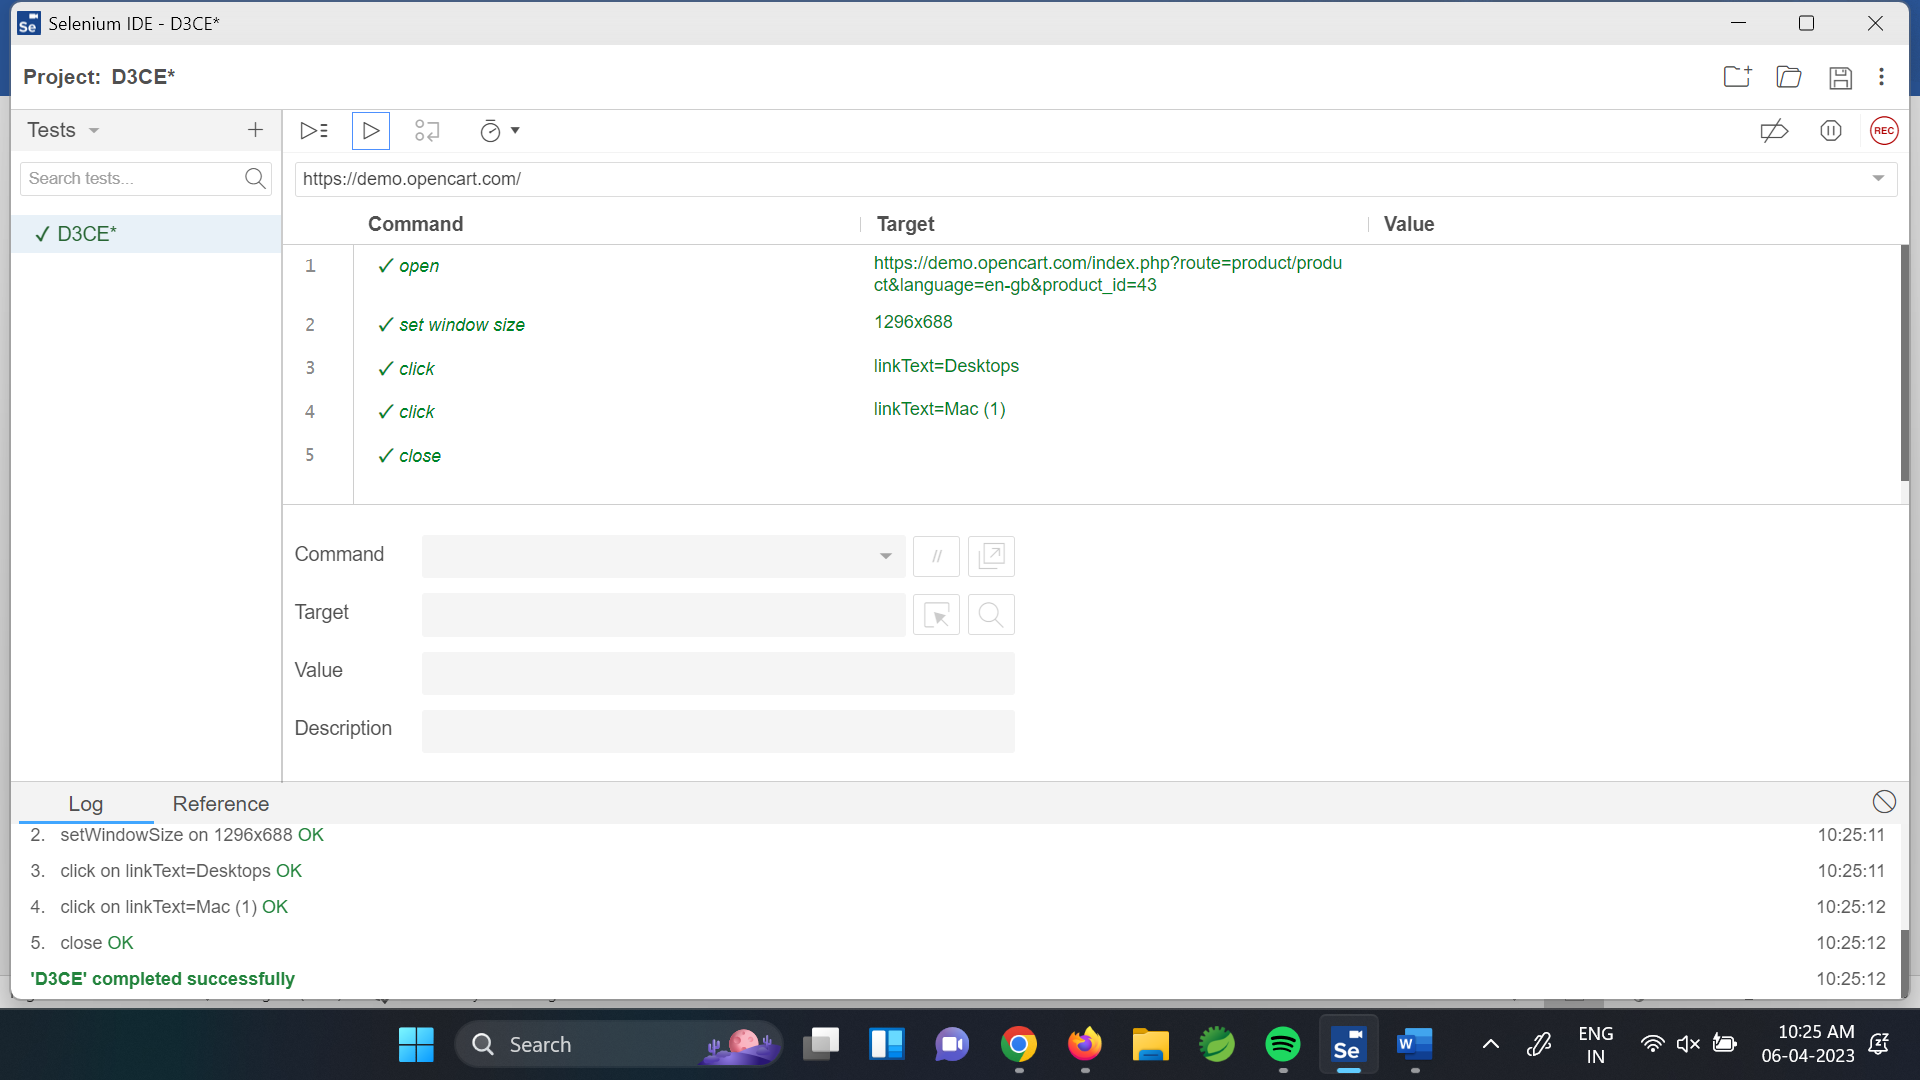 Selenium IDE - D3CE*
Project: D3CE*
Tests
Search tests...
✓ D3CE*
REC
https://demo.opencart.com/
Command Target Value
1 ✓ open https://demo.opencart.com/index.php?route=product/produ
ct&language=en-gb&product_id=43
2 ✓ set window size 1296x688
3 ✓ click linkText=Desktops
4 ✓ click linkText=Mac (1)
5 ✓ close
Command //
Target
Value
Description
Log Reference
2. setWindowSize on 1296x688 OK 10:25:11
3. click on linkText=Desktops OK 10:25:11
4. click on linkText=Mac (1) OK 10:25:12
5. close OK 10:25:12
'D3CE' completed successfully 10:25:12
Search
Se
W
ENG
IN
10:25 AM
06-04-2023